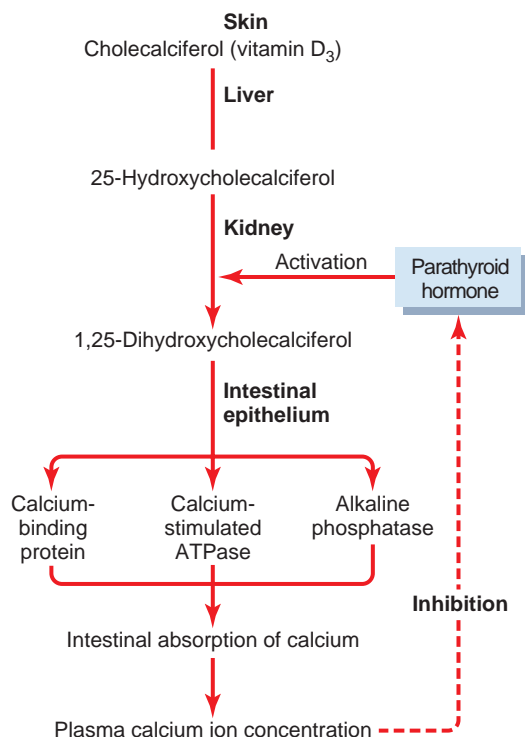 Skin
Cholecalciferol (vitamin D₃)
Liver
25-Hydroxycholecalciferol
Kidney
Activation
Parathyroid
hormone
1,25-Dihydroxycholecalciferol
Intestinal
epithelium
Calcium-
binding
protein
Calcium-
stimulated
ATPase
Alkaline
phosphatase
Inhibition
Intestinal absorption of calcium
Plasma calcium ion concentration